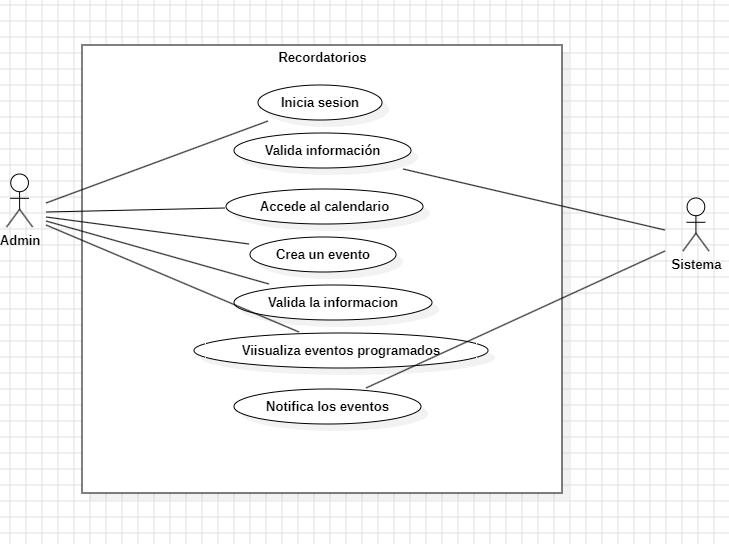 Recordatorios
Inicia sesion
Valida información
Accede al calendario
Admin
Crea un evento
Sistema
Valida la informacion
Viisualiza eventos programados
Notifica los eventos